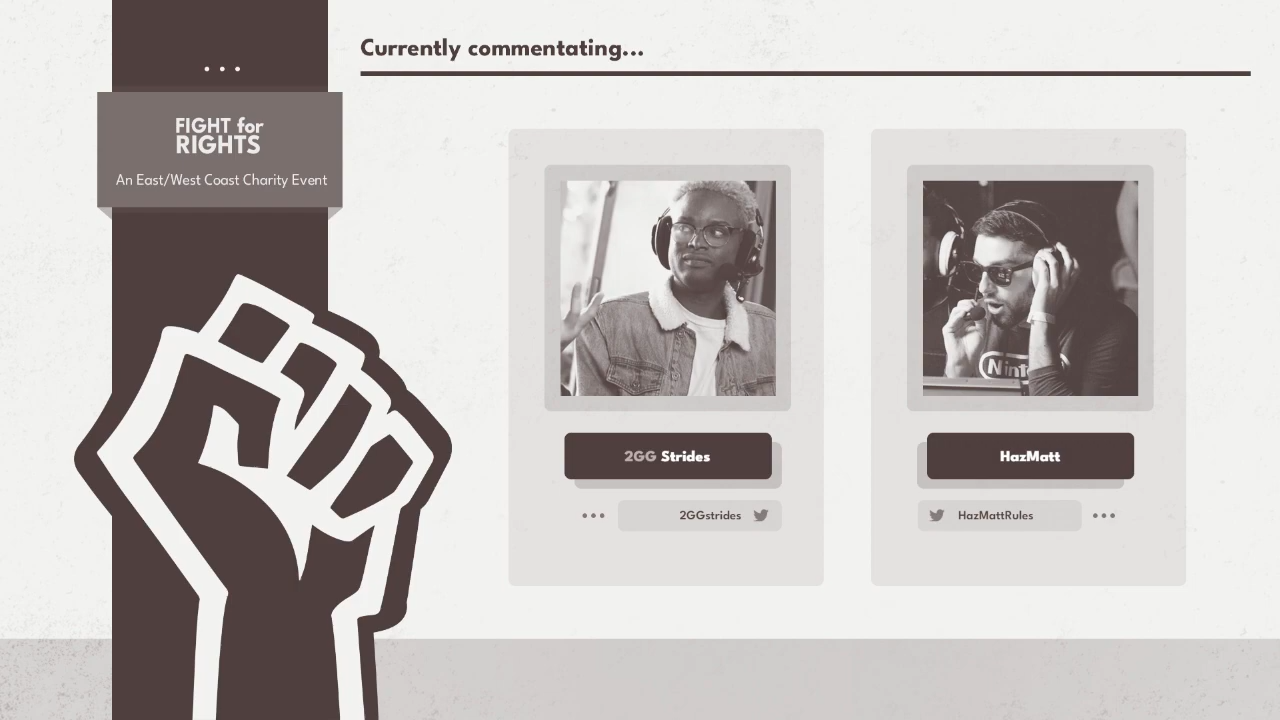 Currently commentating...
FIGHT for
RIGHTS
An East/West Coast Charity Event
2GG Strides
2GGstrides
HazMatt
HazMattRules